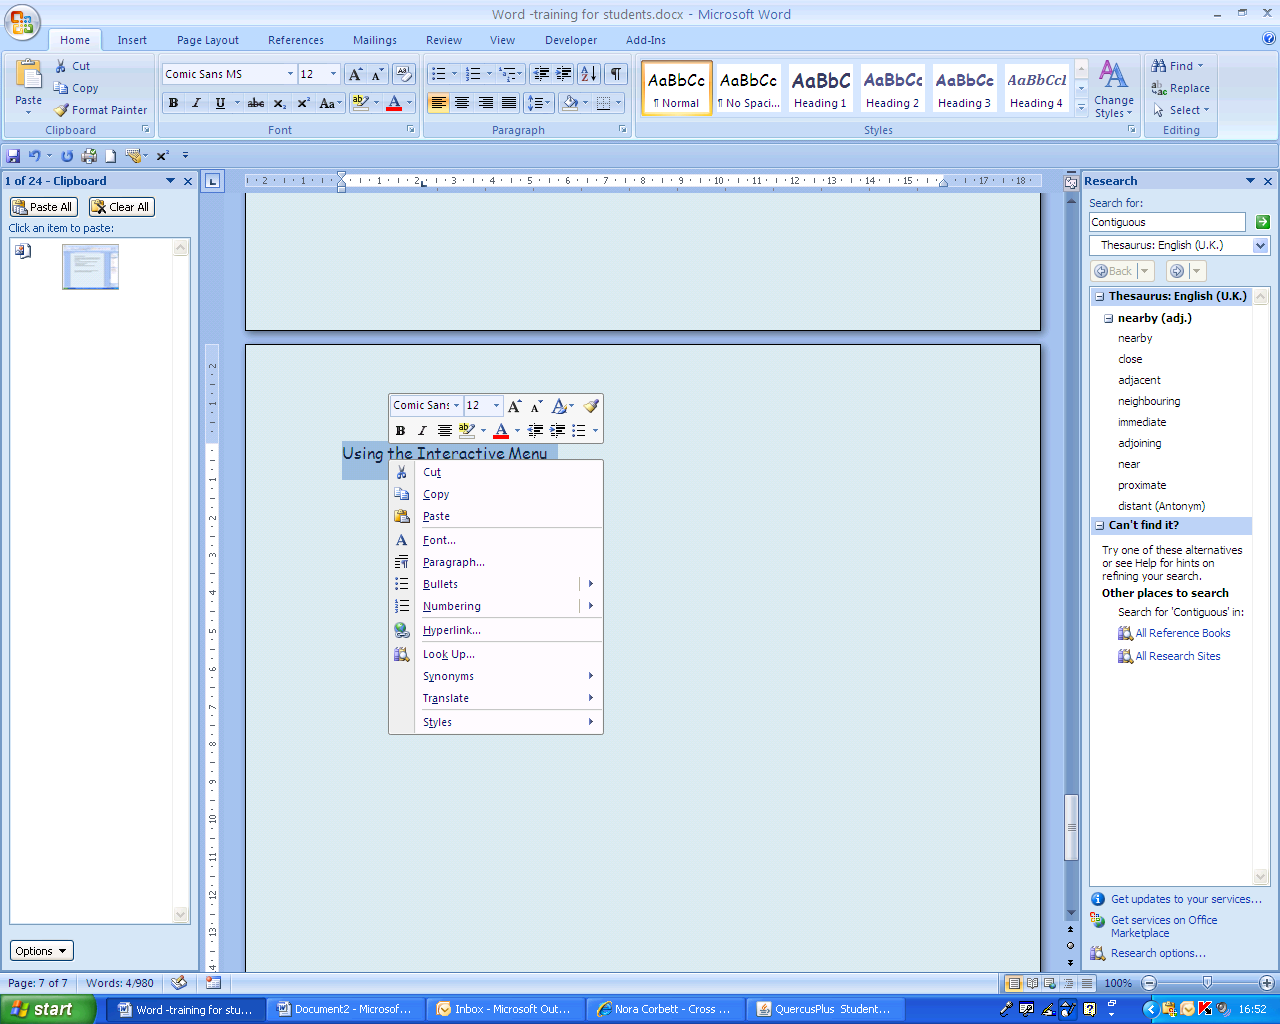 Word -training for students.docx - Microsoft Word
Home Insert Page Layout References Mailings Review View Developer Add-Ins
Paste
Cut
Copy
Format Painter
Clipboard
Comic Sans MS 12
Font
Paragraph
AaBbCc ¶ Normal
AaBbCc ¶ No Spaci...
AaBbC Heading 1
AaBbCc Heading 2
AaBbCc Heading 3
AaBbCcI Heading 4
Change Styles
Styles
Find
Replace
Select
Editing
1 of 24 - Clipboard
Paste All Clear All
Click an item to paste:
Options
Comic Sans 12
Using the Interactive Menu
Cut
Copy
Paste
Font...
Paragraph...
Bullets
Numbering
Hyperlink...
Look Up...
Synonyms
Translate
Styles
Research
Search for:
Contiguous
Thesaurus: English (U.K.)
Back
Thesaurus: English (U.K.)
nearby (adj.)
nearby
close
adjacent
neighbouring
immediate
adjoining
near
proximate
distant (Antonym)
Can't find it?
Try one of these alternatives
or see Help for hints on
refining your search.
Other places to search
Search for 'Contiguous' in:
All Reference Books
All Research Sites
Get updates to your services...
Get services on Office
Marketplace
Research options...
Page: 7 of 7 Words: 4/980 100%
start Word -training for stu... Document2 - Microsof... Inbox - Microsoft Out... Nora Corbett - Cross ... QuercusPlus Student... 16:52